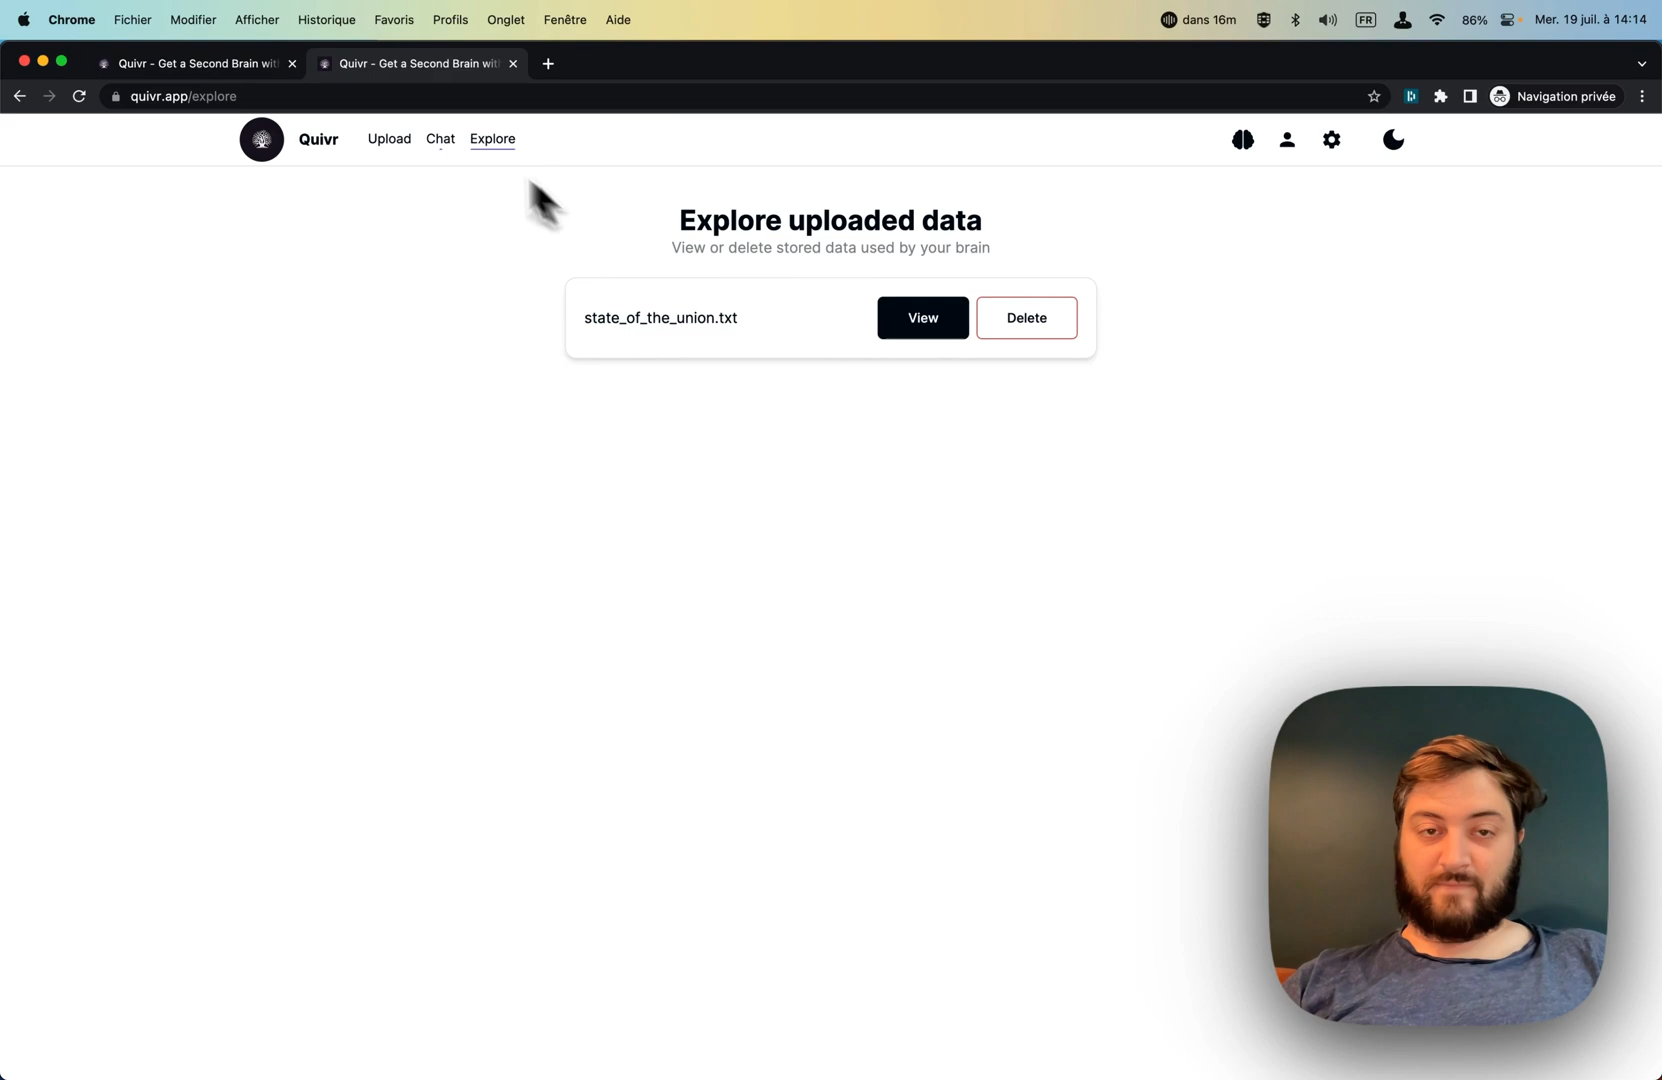 Chrome Fichier Modifier Afficher Historique Favoris Profils Onglet Fenêtre Aide dans 16m FR 86% Mer. 19 juil. à 14:14
Quivr - Get a Second Brain wit Quivr - Get a Second Brain wit
quivr.app/explore Navigation privée
Quivr Upload Chat Explore
Explore uploaded data
View or delete stored data used by your brain
state_of_the_union.txt View Delete